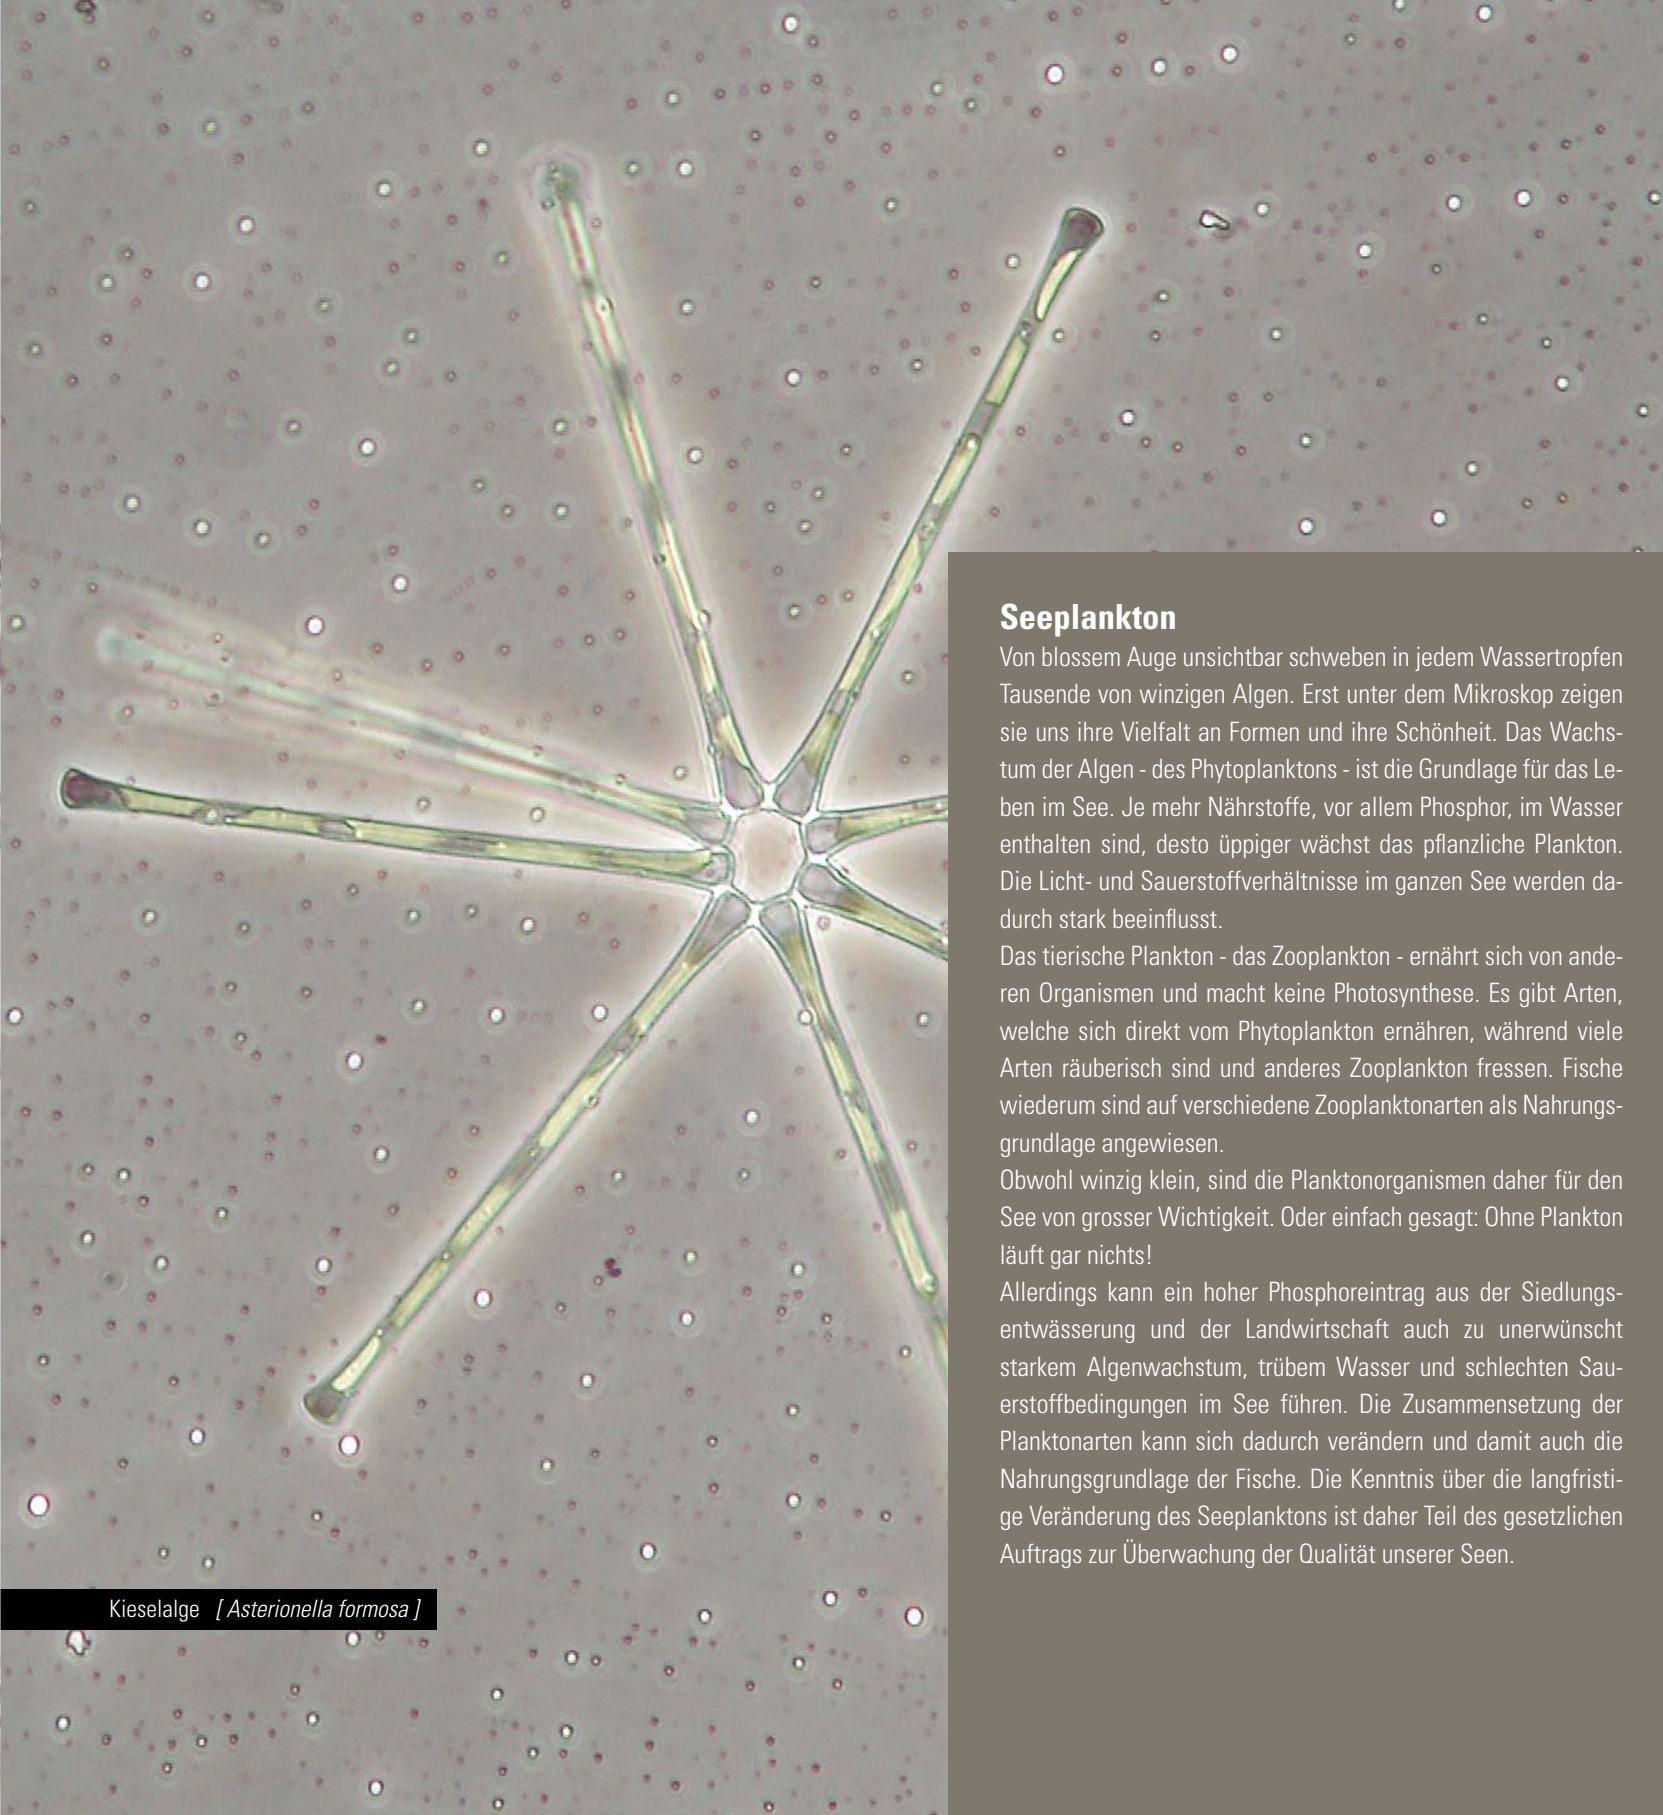 Seeplankton
Von blossem Auge unsichtbar schweben in jedem Wassertropfen
Tausende von winzigen Algen. Erst unter dem Mikroskop zeigen
sie uns ihre Vielfalt an Formen und ihre Schönheit. Das Wachs-
tum der Algen - des Phytoplanktons - ist die Grundlage für das Le-
ben im See. Je mehr Nährstoffe, vor allem Phosphor, im Wasser
enthalten sind, desto üppiger wächst das pflanzliche Plankton.
Die Licht- und Sauerstoffverhältnisse im ganzen See werden da-
durch stark beeinflusst.
Das tierische Plankton - das Zooplankton - ernährt sich von ande-
ren Organismen und macht keine Photosynthese. Es gibt Arten,
welche sich direkt vom Phytoplankton ernähren, während viele
Arten räuberisch sind und anderes Zooplankton fressen. Fische
wiederum sind auf verschiedene Zooplanktonarten als Nahrungs-
grundlage angewiesen.
Obwohl winzig klein, sind die Planktonorganismen daher für den
See von grosser Wichtigkeit. Oder einfach gesagt: Ohne Plankton
läuft gar nichts!
Allerdings kann ein hoher Phosphoreintrag aus der Siedlungs-
entwässerung und der Landwirtschaft auch zu unerwünscht
starkem Algenwachstum, trübem Wasser und schlechten Sau-
erstoffbedingungen im See führen. Die Zusammensetzung der
Planktonarten kann sich dadurch verändern und damit auch die
Nahrungsgrundlage der Fische. Die Kenntnis über die langfristi-
ge Veränderung des Seeplanktons ist daher Teil des gesetzlichen
Auftrags zur Überwachung der Qualität unserer Seen.
Kieselalge [ Asterionella formosa ]